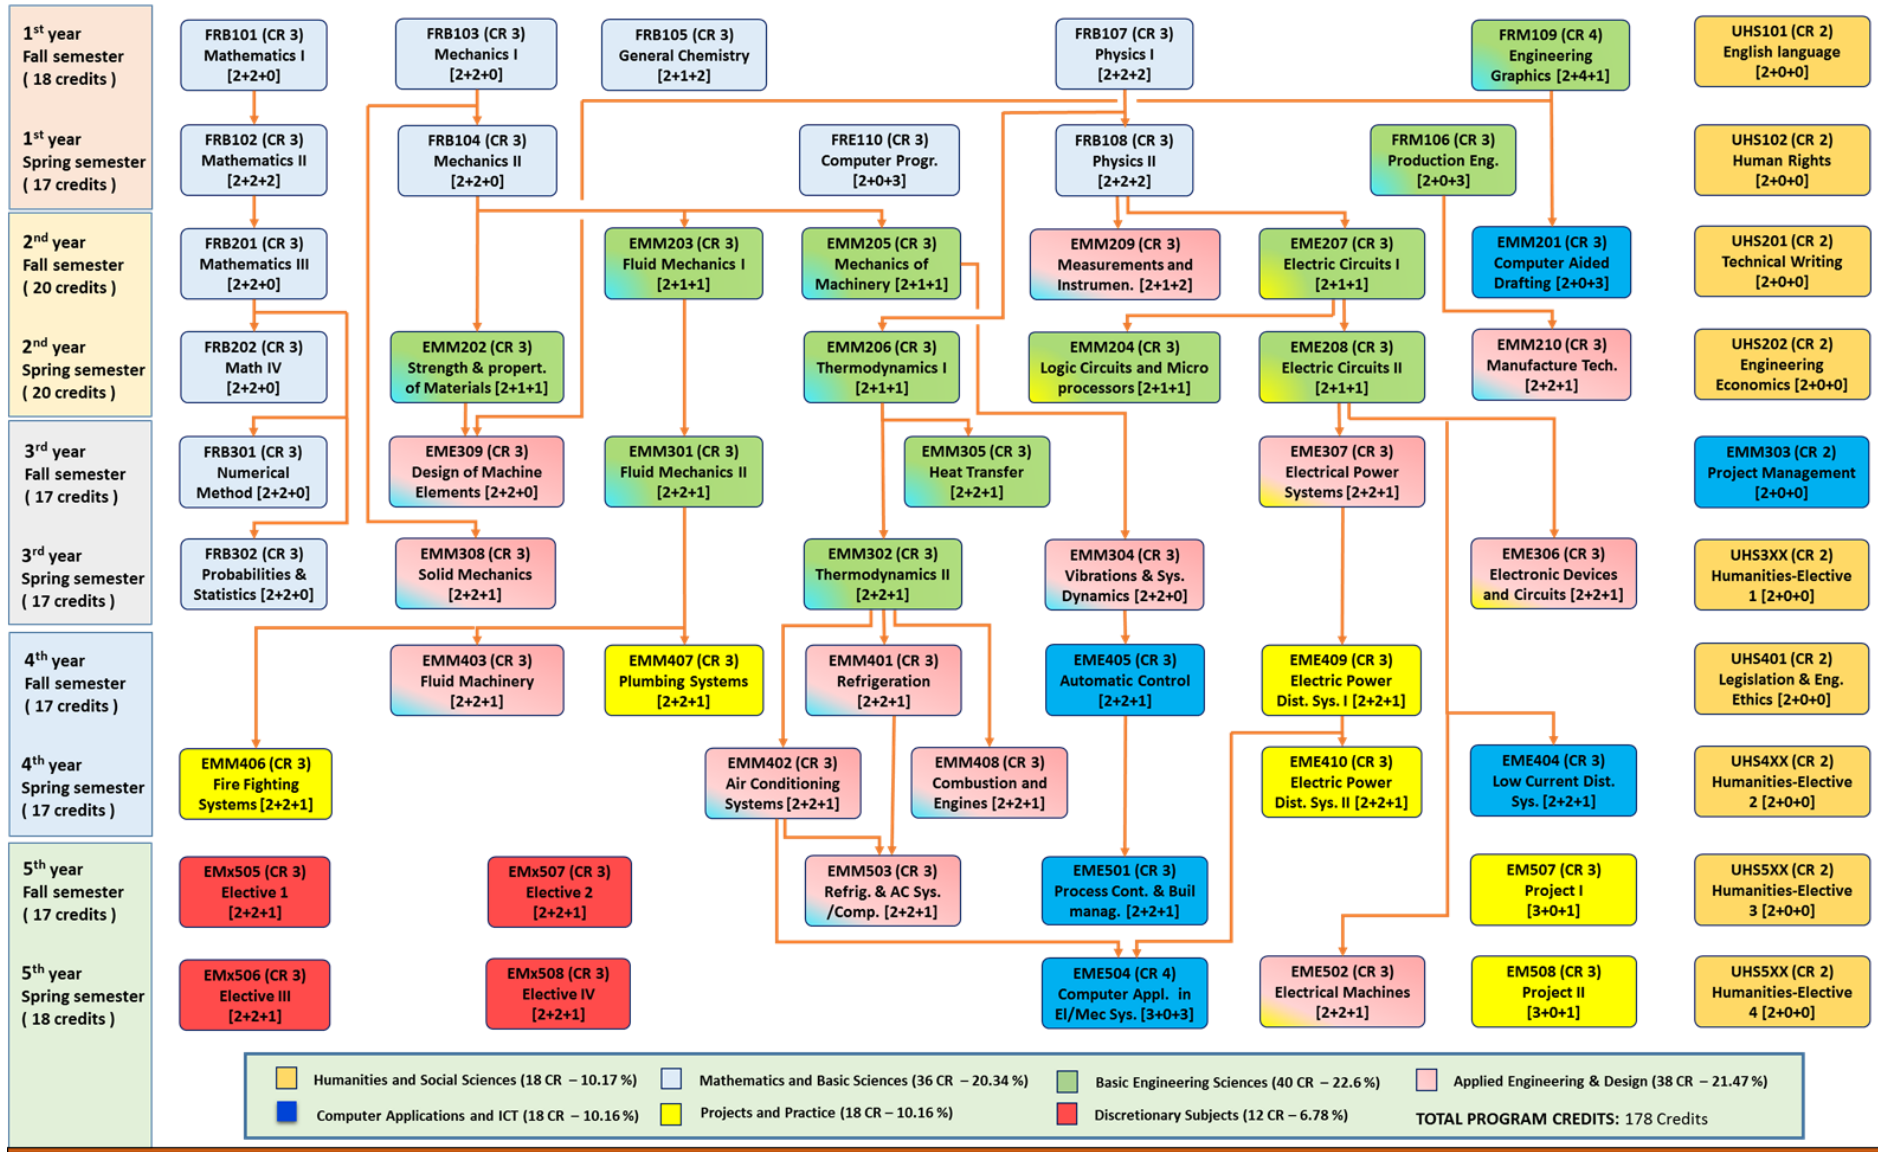 1st year
Fall semester
( 18 credits )
FRB101 (CR 3)
Mathematics I
[2+2+0]
FRB103 (CR 3)
Mechanics I
[2+2+0]
FRB105 (CR 3)
General Chemistry
[2+1+2]
FRB107 (CR 3)
Physics I
[2+2+2]
FRM109 (CR 4)
Engineering
Graphics [2+4+1]
UHS101 (CR 2)
English language
[2+0+0]
1st year
Spring semester
( 17 credits )
FRB102 (CR 3)
Mathematics II
[2+2+2]
FRB104 (CR 3)
Mechanics II
[2+2+0]
FRE110 (CR 3)
Computer Progr.
[2+0+3]
FRB108 (CR 3)
Physics II
[2+2+2]
FRM106 (CR 3)
Production Eng.
[2+0+3]
UHS102 (CR 2)
Human Rights
[2+0+0]
2nd year
Fall semester
( 20 credits )
FRB201 (CR 3)
Mathematics III
[2+2+0]
EMM203 (CR 3)
Fluid Mechanics I
[2+1+1]
EMM205 (CR 3)
Mechanics of
Machinery [2+1+1]
EMM209 (CR 3)
Measurements and
Instrumen. [2+1+2]
EME207 (CR 3)
Electric Circuits I
[2+1+1]
EMM201 (CR 3)
Computer Aided
Drafting [2+0+3]
UHS201 (CR 2)
Technical Writing
[2+0+0]
2nd year
Spring semester
( 20 credits )
FRB202 (CR 3)
Math IV
[2+2+0]
EMM202 (CR 3)
Strength & propert.
of Materials [2+1+1]
EMM206 (CR 3)
Thermodynamics I
[2+1+1]
EMM204 (CR 3)
Logic Circuits and Micro
processors [2+1+1]
EME208 (CR 3)
Electric Circuits II
[2+1+1]
EMM210 (CR 3)
Manufacture Tech.
[2+2+1]
UHS202 (CR 2)
Engineering
Economics [2+0+0]
3rd year
Fall semester
( 17 credits )
FRB301 (CR 3)
Numerical
Method [2+2+0]
EME309 (CR 3)
Design of Machine
Elements [2+2+0]
EMM301 (CR 3)
Fluid Mechanics II
[2+2+1]
EMM305 (CR 3)
Heat Transfer
[2+2+1]
EME307 (CR 3)
Electrical Power
Systems [2+2+1]
EMM303 (CR 2)
Project Management
[2+0+0]
3rd year
Spring semester
( 17 credits )
FRB302 (CR 3)
Probabilities &
Statistics [2+2+0]
EMM308 (CR 3)
Solid Mechanics
[2+2+1]
EMM302 (CR 3)
Thermodynamics II
[2+2+1]
EMM304 (CR 3)
Vibrations & Sys.
Dynamics [2+2+0]
EME306 (CR 3)
Electronic Devices
and Circuits [2+2+1]
UHS3XX (CR 2)
Humanities-Elective
1 [2+0+0]
4th year
Fall semester
( 17 credits )
EMM403 (CR 3)
Fluid Machinery
[2+2+1]
EMM407 (CR 3)
Plumbing Systems
[2+2+1]
EMM401 (CR 3)
Refrigeration
[2+2+1]
EME405 (CR 3)
Automatic Control
[2+2+1]
EME409 (CR 3)
Electric Power
Dist. Sys. I [2+2+1]
UHS401 (CR 2)
Legislation & Eng.
Ethics [2+0+0]
4th year
Spring semester
( 17 credits )
EMM406 (CR 3)
Fire Fighting
Systems [2+2+1]
EMM402 (CR 3)
Air Conditioning
Systems [2+2+1]
EMM408 (CR 3)
Combustion and
Engines [2+2+1]
EME410 (CR 3)
Electric Power
Dist. Sys. II [2+2+1]
EME404 (CR 3)
Low Current Dist.
Sys. [2+2+1]
UHS4XX (CR 2)
Humanities-Elective
2 [2+0+0]
5th year
Fall semester
( 17 credits )
EMx505 (CR 3)
Elective 1
[2+2+1]
EMx507 (CR 3)
Elective 2
[2+2+1]
EMM503 (CR 3)
Refrig. & AC Sys.
/Comp. [2+2+1]
EME501 (CR 3)
Process Cont. & Buil
manag. [2+2+1]
EM507 (CR 3)
Project I
[3+0+1]
UHS5XX (CR 2)
Humanities-Elective
3 [2+0+0]
5th year
Spring semester
( 18 credits )
EMx506 (CR 3)
Elective III
[2+2+1]
EMx508 (CR 3)
Elective IV
[2+2+1]
EME504 (CR 4)
Computer Appl. in
El/Mec Sys. [3+0+3]
EME502 (CR 3)
Electrical Machines
[2+2+1]
EM508 (CR 3)
Project II
[3+0+1]
UHS5XX (CR 2)
Humanities-Elective
4 [2+0+0]
Humanities and Social Sciences (18 CR – 10.17 %)
Mathematics and Basic Sciences (36 CR – 20.34 %)
Basic Engineering Sciences (40 CR – 22.6 %)
Applied Engineering & Design (38 CR – 21.47 %)
Computer Applications and ICT (18 CR – 10.16 %)
Projects and Practice (18 CR – 10.16 %)
Discretionary Subjects (12 CR – 6.78 %)
TOTAL PROGRAM CREDITS: 178 Credits